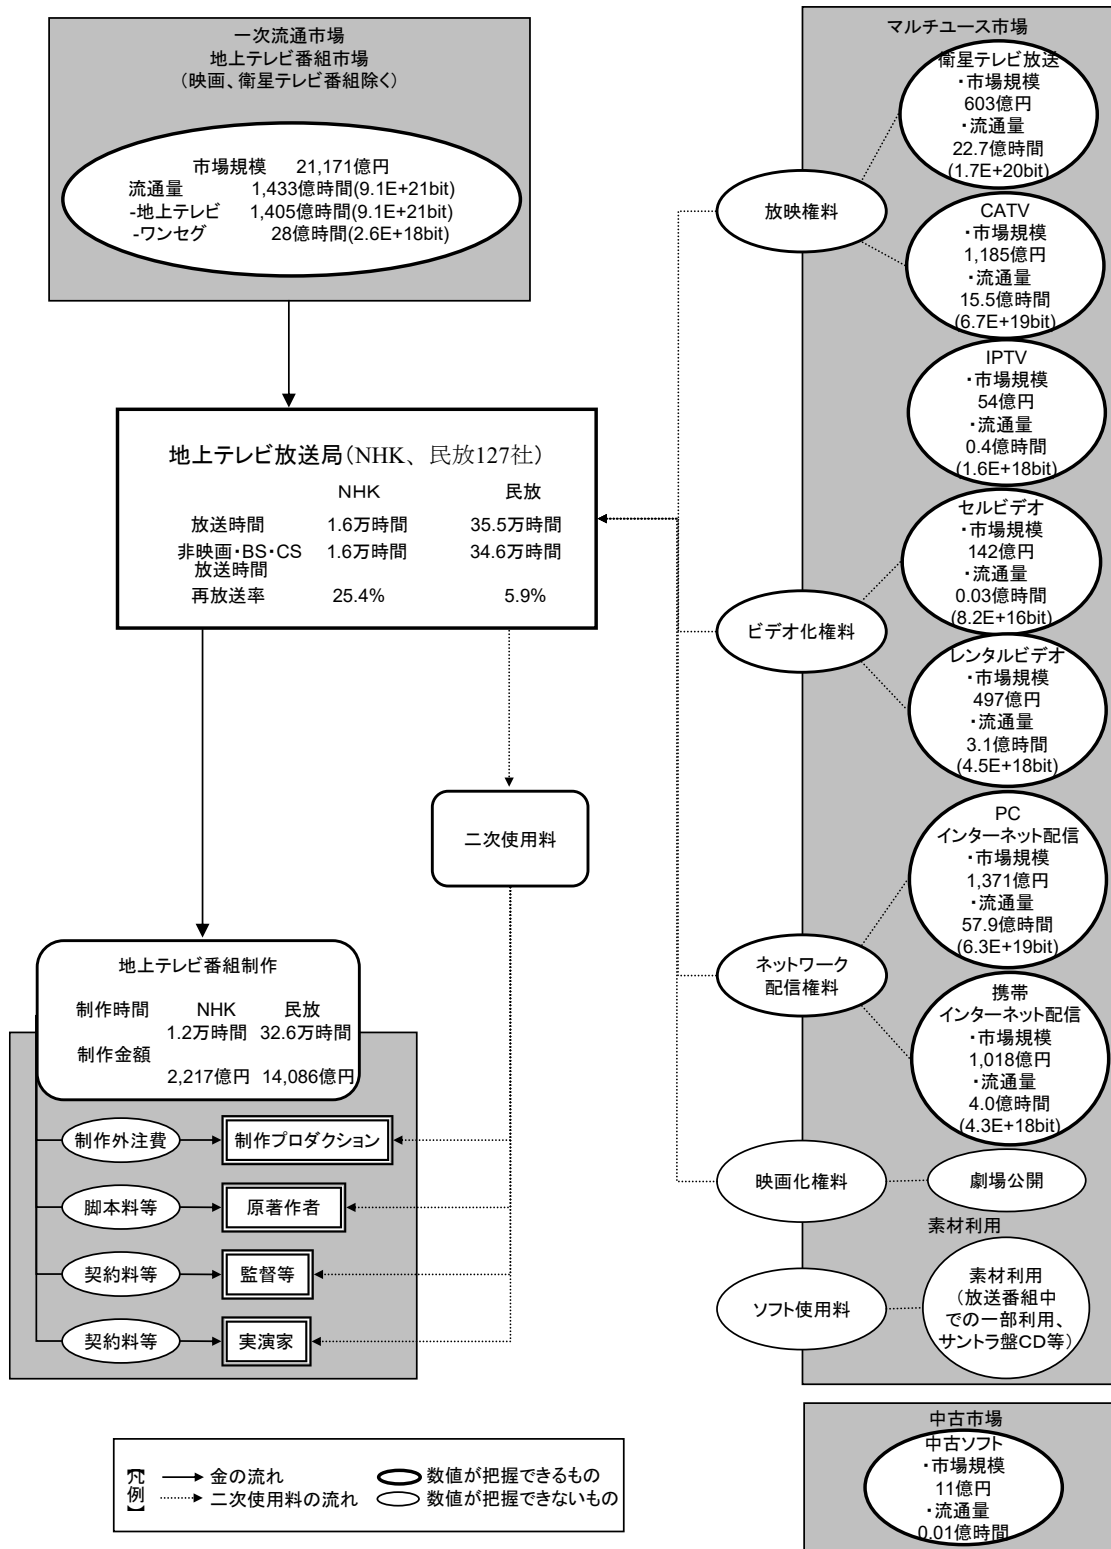 一次流通市場
地上テレビ番組市場
（映画、衛星テレビ番組除く）
市場規模 21,171億円
流通量 1,433億時間(9.1E+21bit)
-地上テレビ 1,405億時間(9.1E+21bit)
-ワンセグ 28億時間(2.6E+18bit)
地上テレビ放送局（NHK、民放127社）
NHK 民放
放送時間 1.6万時間 35.5万時間
非映画・BS・CS 1.6万時間 34.6万時間
放送時間
再放送率 25.4% 5.9%
二次使用料
地上テレビ番組制作
制作時間 NHK 民放
1.2万時間 32.6万時間
制作金額
2,217億円 14,086億円
制作外注費 制作プロダクション
脚本料等 原著作者
契約料等 監督等
契約料等 実演家
放映権料
ビデオ化権料
ネットワーク
配信権料
映画化権料
ソフト使用料
マルチユース市場
衛星テレビ放送
・市場規模
603億円
・流通量
22.7億時間
(1.7E+20bit)
CATV
・市場規模
1,185億円
・流通量
15.5億時間
(6.7E+19bit)
IPTV
・市場規模
54億円
・流通量
0.4億時間
(1.6E+18bit)
セルビデオ
・市場規模
142億円
・流通量
0.03億時間
(8.2E+16bit)
レンタルビデオ
・市場規模
497億円
・流通量
3.1億時間
(4.5E+18bit)
PC
インターネット配信
・市場規模
1,371億円
・流通量
57.9億時間
(6.3E+19bit)
携帯
インターネット配信
・市場規模
1,018億円
・流通量
4.0億時間
(4.3E+18bit)
劇場公開
素材利用
素材利用
（放送番組中
での一部利用、
サントラ盤CD等）
中古市場
中古ソフト
・市場規模
11億円
・流通量
0.01億時間
【凡例】
金の流れ 数値が把握できるもの
二次使用料の流れ 数値が把握できないもの